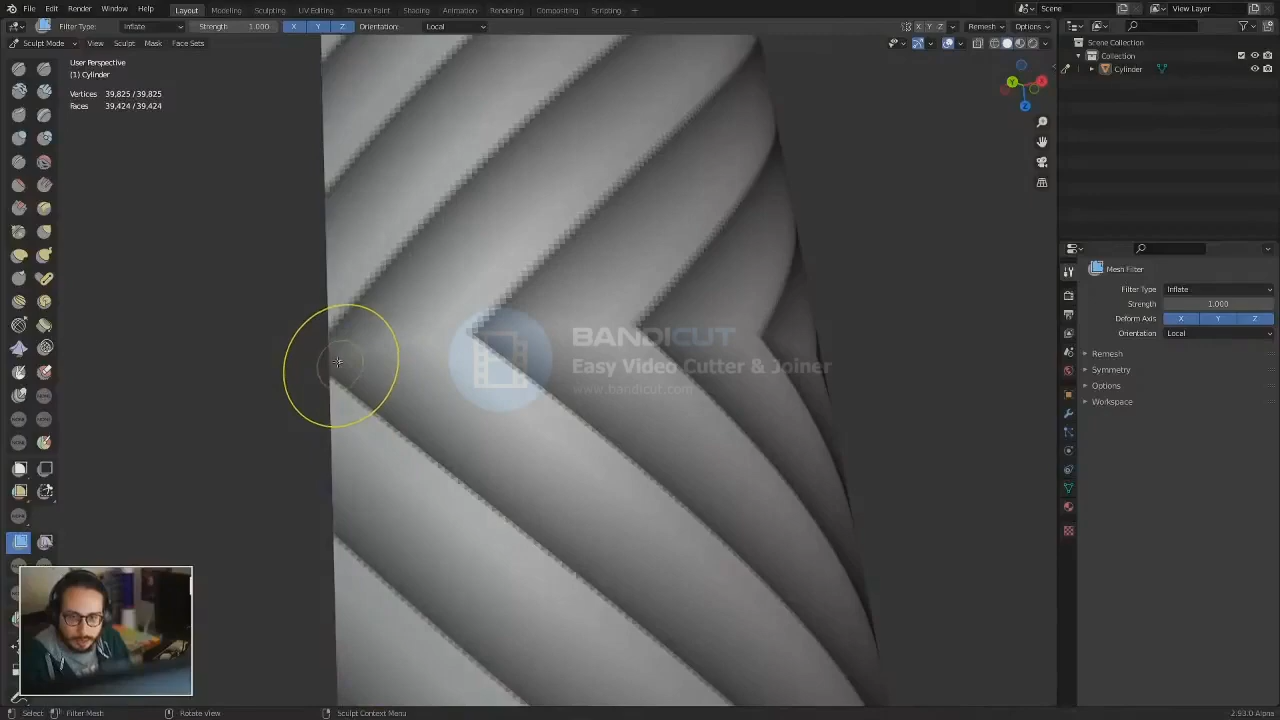 File Edit Render Window Help Layout Modeling Sculpting UV Editing Texture Paint Shading Animation Rendering Compositing Scripting + Scene View Layer
Filter Type: Inflate Strength 1.000 X Y Z Orientation: Local X Y Z Remesh Options
Sculpt Mode View Sculpt Mask Face Sets
User Perspective
(1) Cylinder
Vertices 39,825 / 39,825
Faces 39,424 / 39,424
Scene Collection
Collection
Cylinder
Y X Z
Mesh Filter
Filter Type Inflate
Strength 1.000
Deform Axis X Y Z
Orientation Local
Remesh
Symmetry
Options
Workspace
BANDICUT
Easy Video Cutter & Joiner
www.bandicut.com
Select Filter Mesh Rotate View Sculpt Context Menu 2.93.0 Alpha